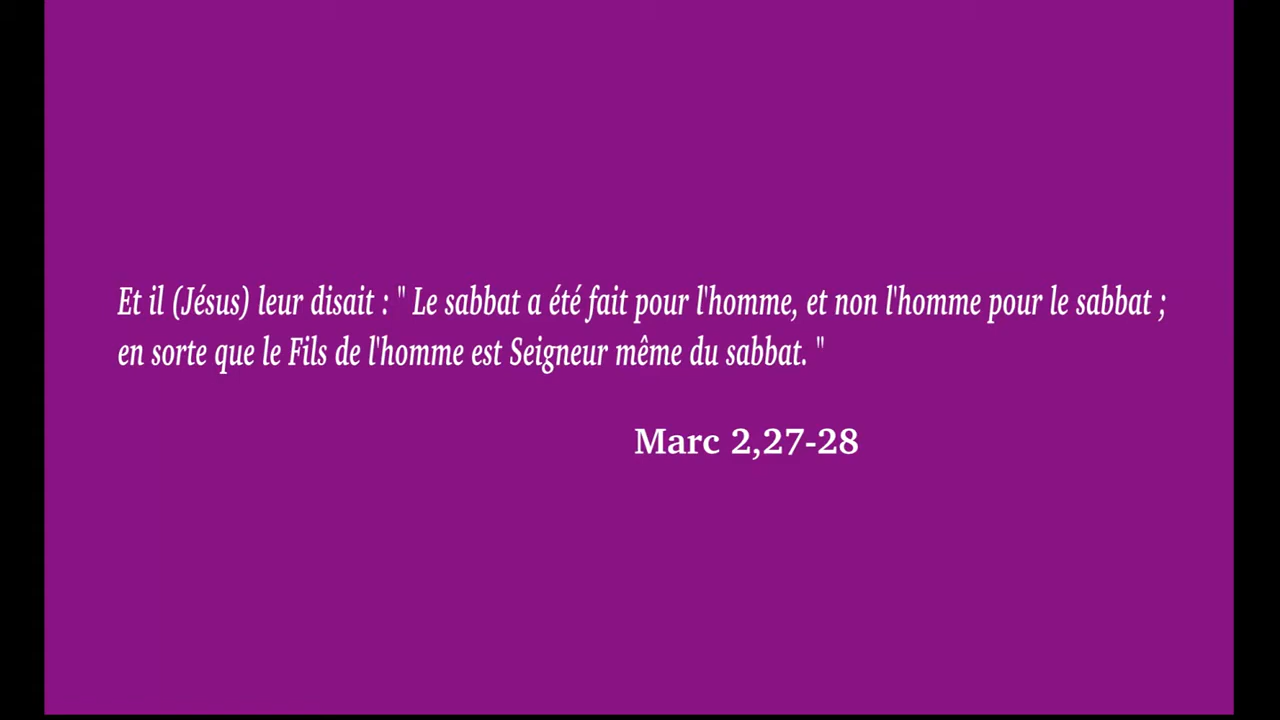 Et il (Jésus) leur disait : " Le sabbat a été fait pour l'homme, et non l'homme pour le sabbat ;
en sorte que le Fils de l'homme est Seigneur même du sabbat. "
Marc 2,27-28